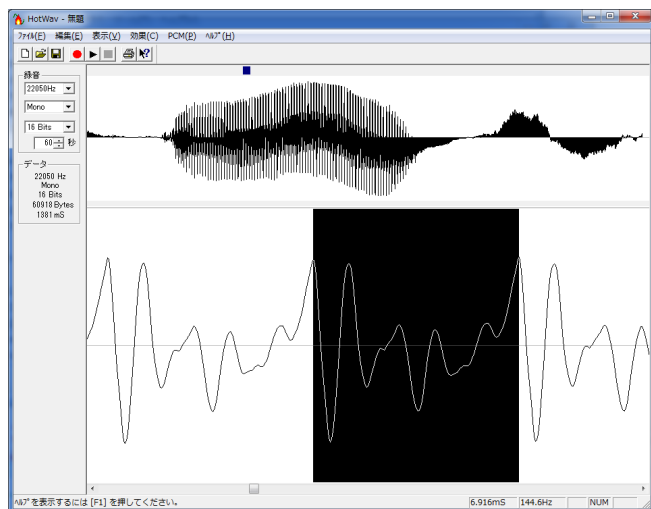 HotWav - 無題
ﾌｧｲﾙ(F) 編集(E) 表示(V) 効果(C) PCM(P) ﾍﾙﾌﾟ(H)
録音
22050Hz
Mono
16 Bits
60 秒
データ
22050 Hz
Mono
16 Bits
60918 Bytes
1381 mS
ﾍﾙﾌﾟを表示するには [F1] を押してください。 6.916mS 144.6Hz NUM